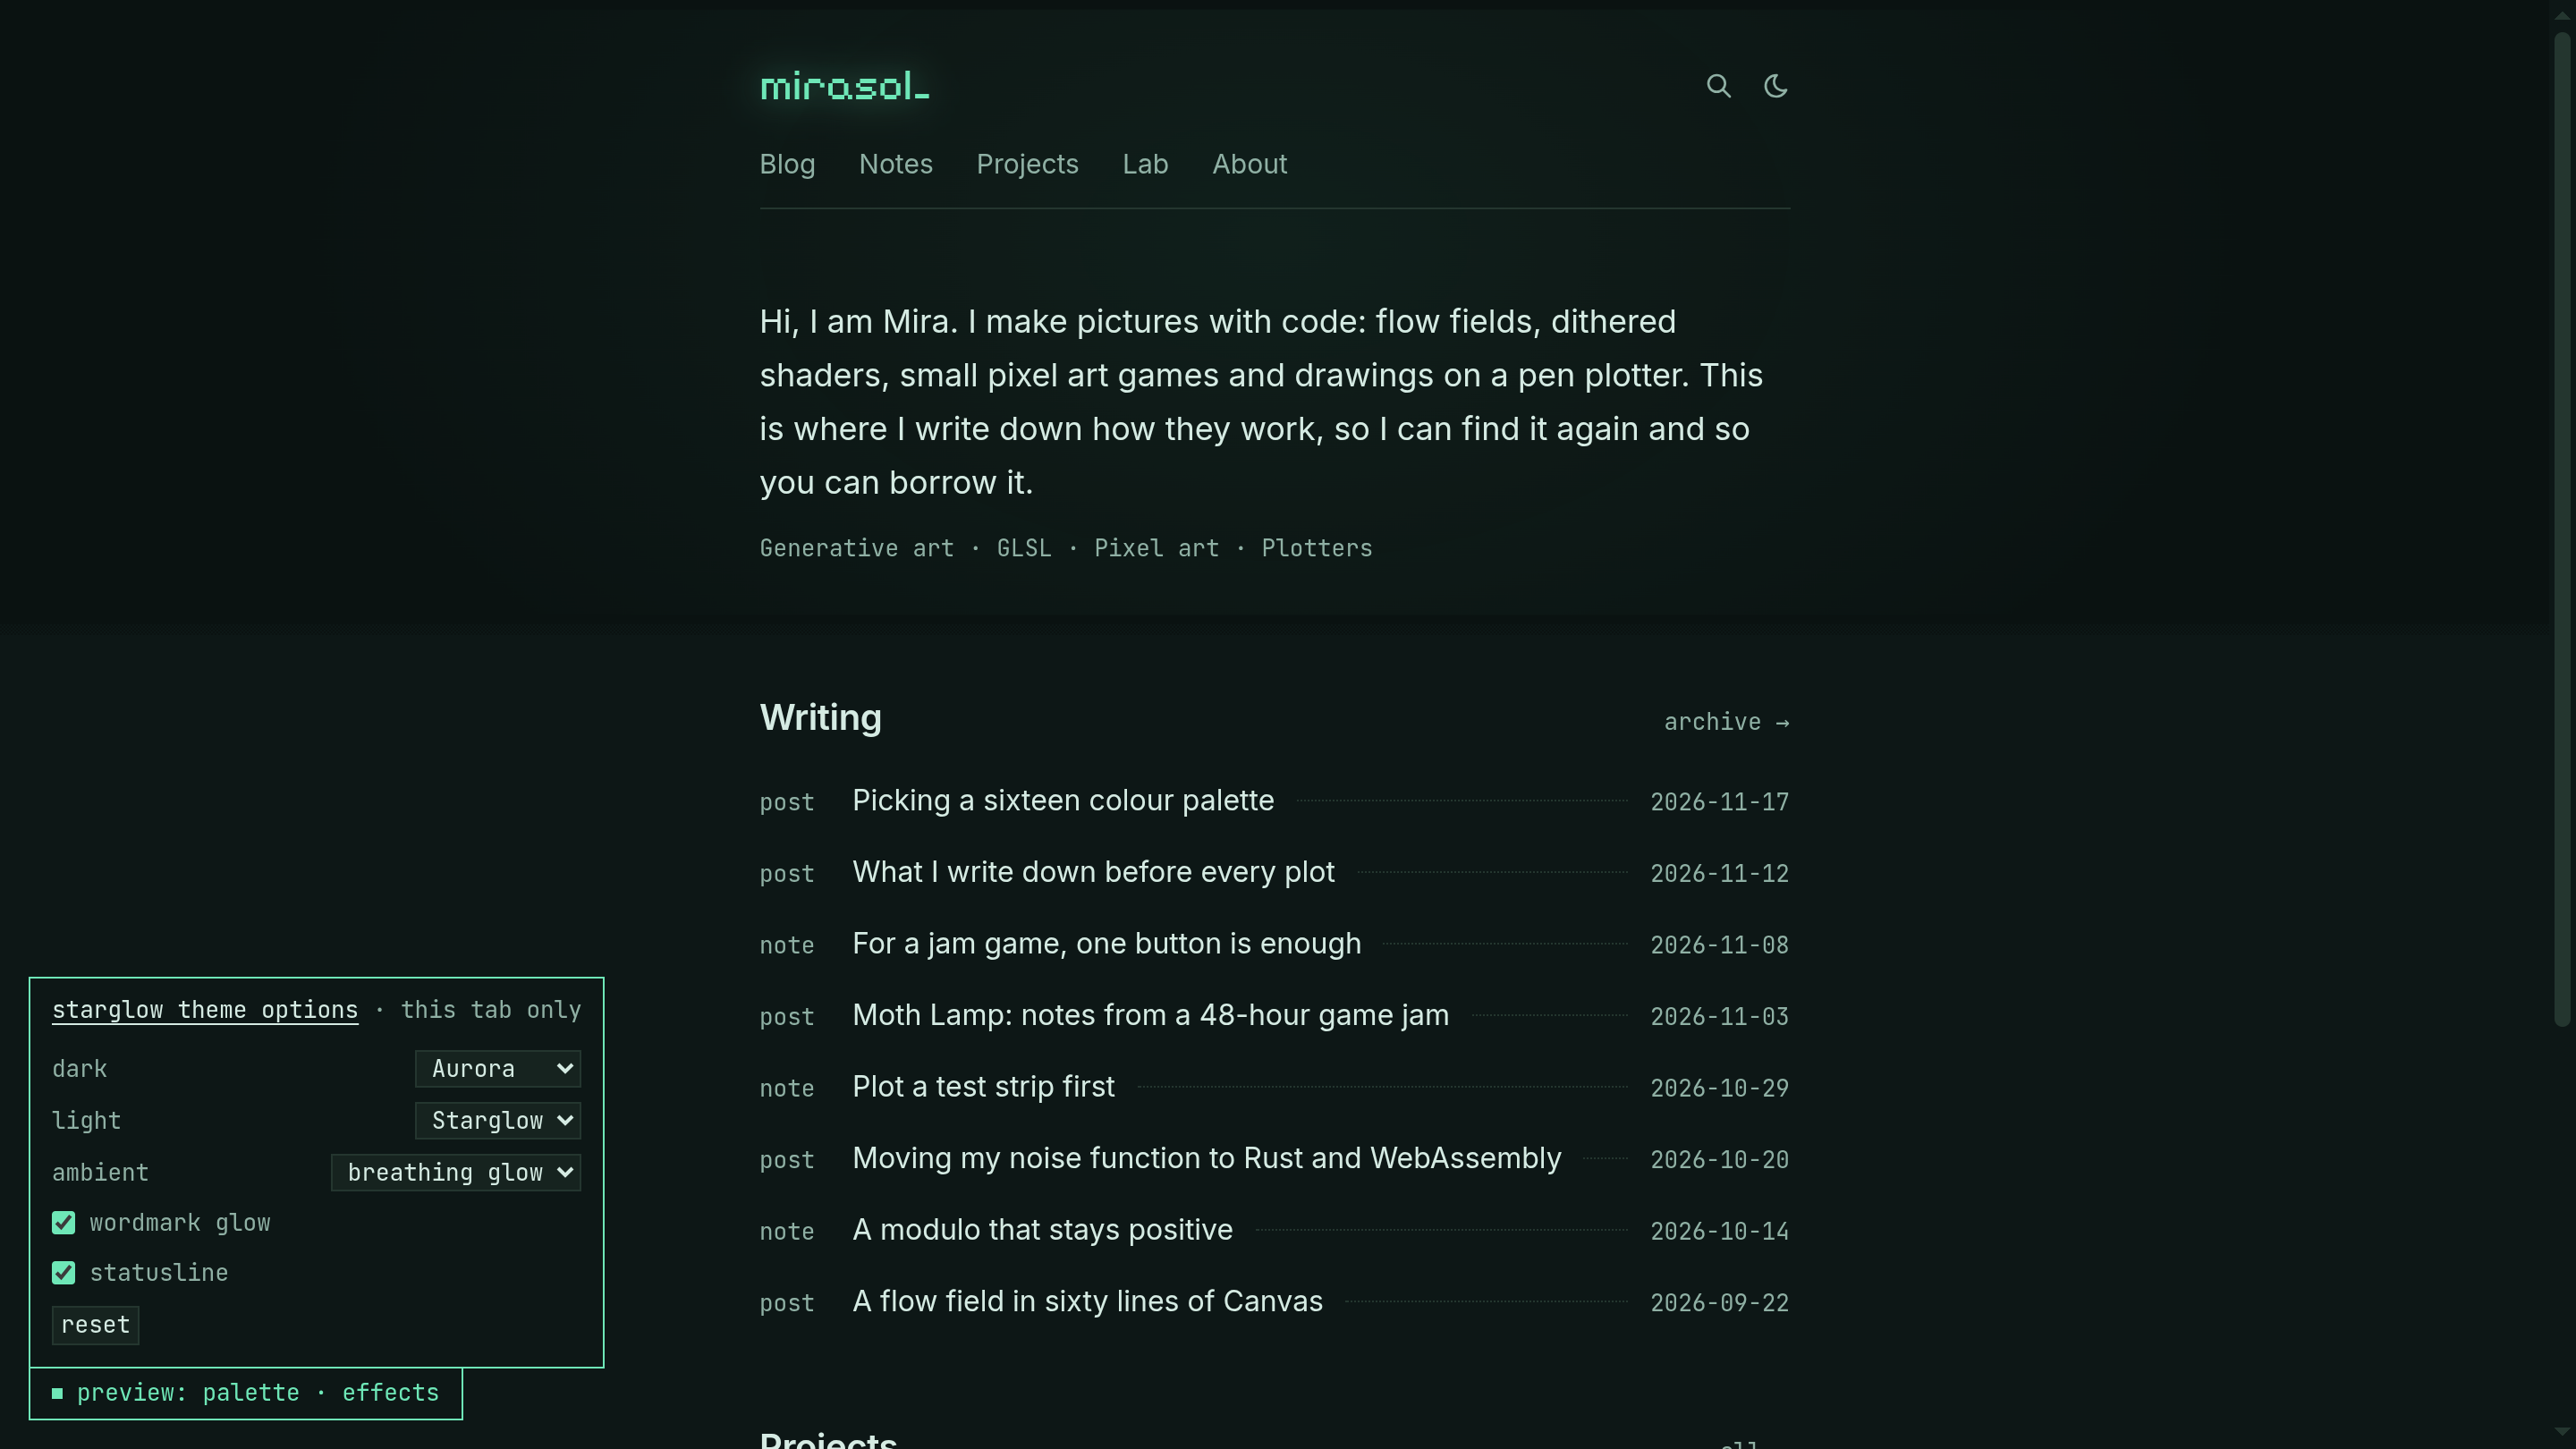 mirasol_
Blog Notes Projects Lab About
Hi, I am Mira. I make pictures with code: flow fields, dithered
shaders, small pixel art games and drawings on a pen plotter. This
is where I write down how they work, so I can find it again and so
you can borrow it.
Generative art · GLSL · Pixel art · Plotters
Writing archive →
post Picking a sixteen colour palette 2026-11-17
post What I write down before every plot 2026-11-12
note For a jam game, one button is enough 2026-11-08
post Moth Lamp: notes from a 48-hour game jam 2026-11-03
note Plot a test strip first 2026-10-29
post Moving my noise function to Rust and WebAssembly 2026-10-20
note A modulo that stays positive 2026-10-14
post A flow field in sixty lines of Canvas 2026-09-22
Projects
starglow theme options · this tab only
dark Aurora
light Starglow
ambient breathing glow
wordmark glow
statusline
reset
preview: palette · effects